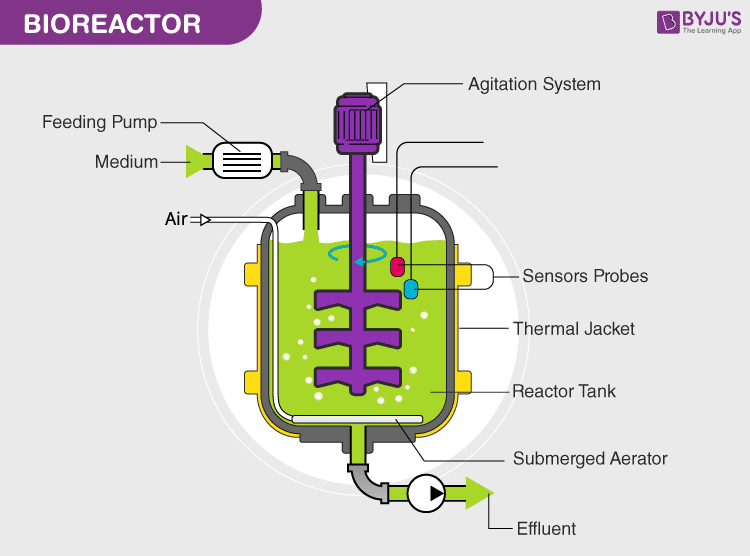 BIOREACTOR
BYJU'S
The Learning App
Agitation System
Feeding Pump
Medium
Air
Sensors Probes
Thermal Jacket
Reactor Tank
Submerged Aerator
Effluent